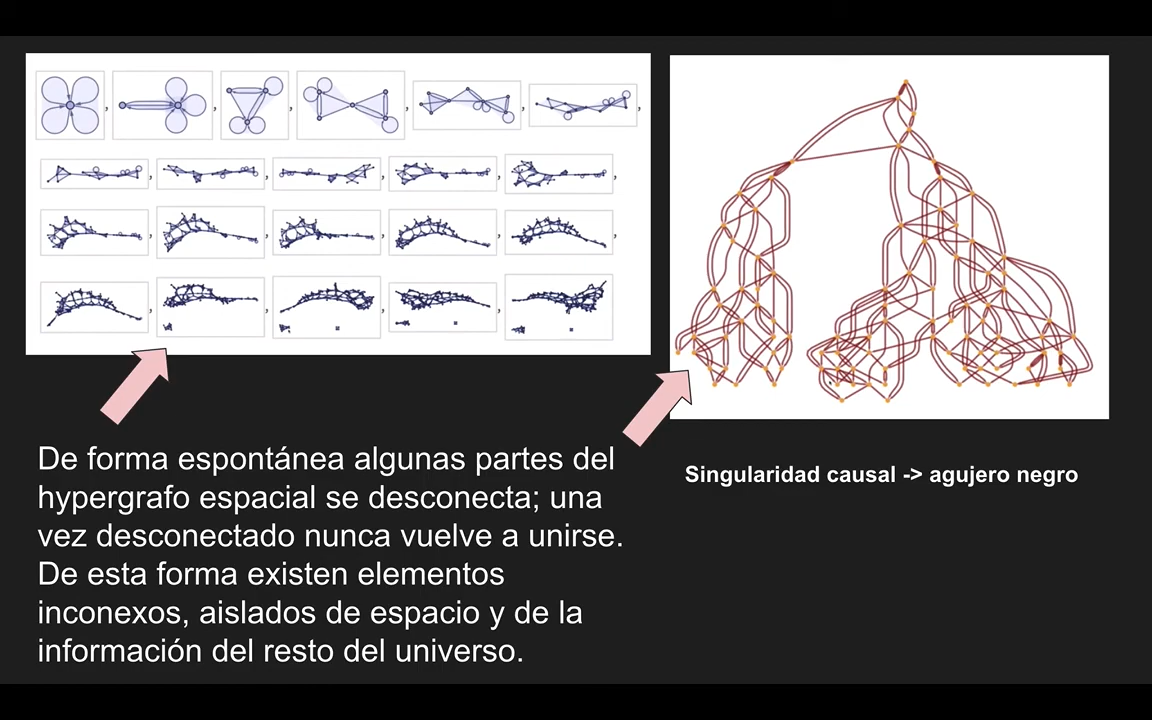 De forma espontánea algunas partes del
hypergrafo espacial se desconecta; una
vez desconectado nunca vuelve a unirse.
De esta forma existen elementos
inconexos, aislados de espacio y de la
información del resto del universo.
Singularidad causal -> agujero negro